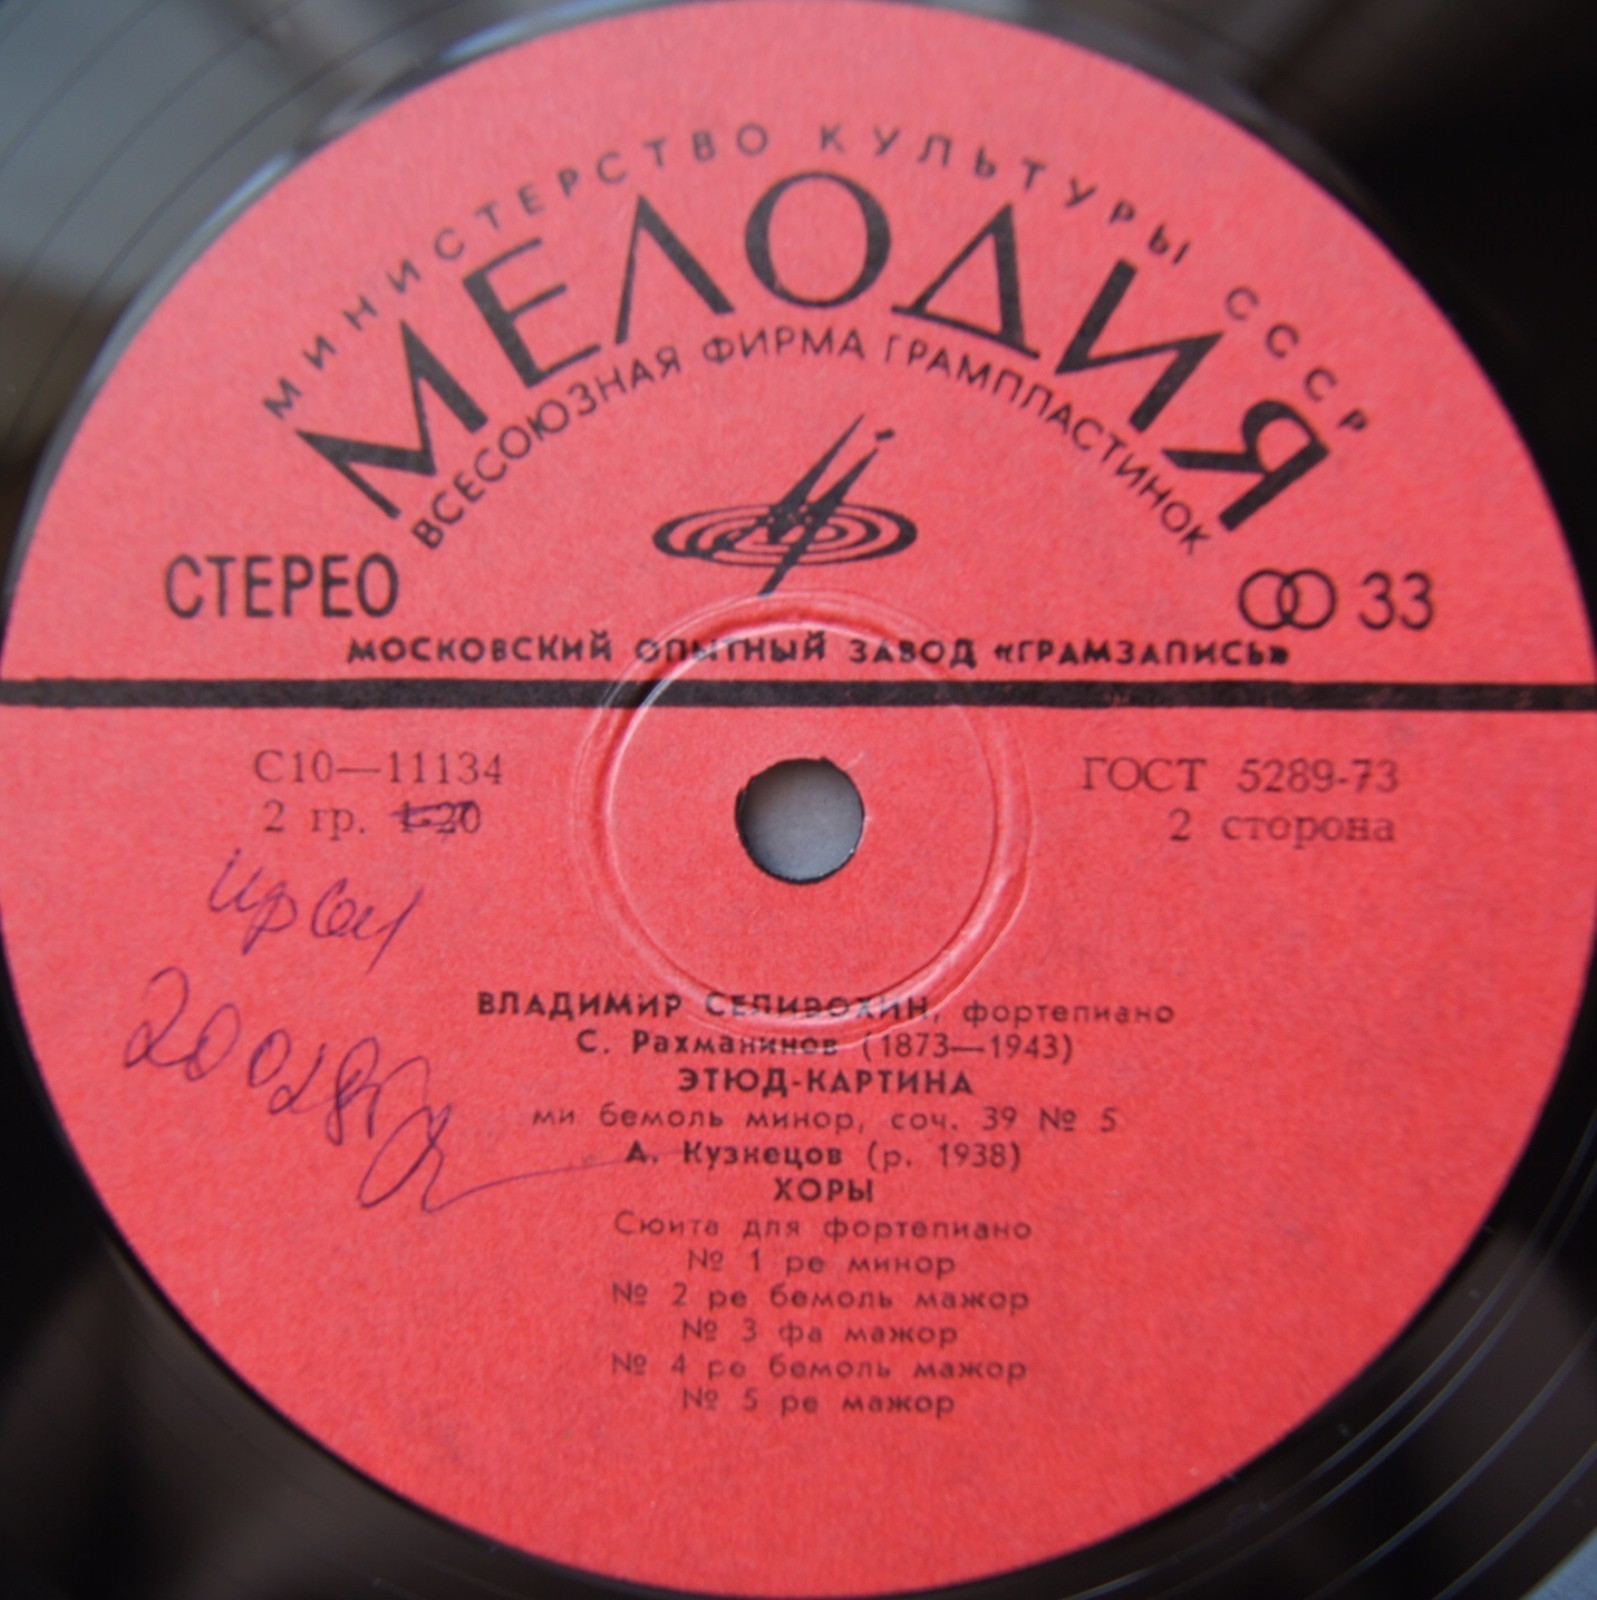 МИНИСТЕРСТВО КУЛЬТУРЫ СССР
МЕЛОДИЯ
ВСЕСОЮЗНАЯ ФИРМА ГРАМПЛАСТИНОК
СТЕРЕО
33
МОСКОВСКИЙ ОПЫТНЫЙ ЗАВОД «ГРАМЗАПИСЬ»
С10—11134
ГОСТ 5289-73
2 гр. 1-20
2 сторона
ВЛАДИМИР СЕЛИВОХИН, фортепиано
С. Рахманинов (1873—1943)
ЭТЮД-КАРТИНА
ми бемоль минор, соч. 39 № 5
А. Кузнецов (р. 1938)
ХОРЫ
Сюита для фортепиано
№ 1 ре минор
№ 2 ре бемоль мажор
№ 3 фа мажор
№ 4 ре бемоль мажор
№ 5 ре мажор